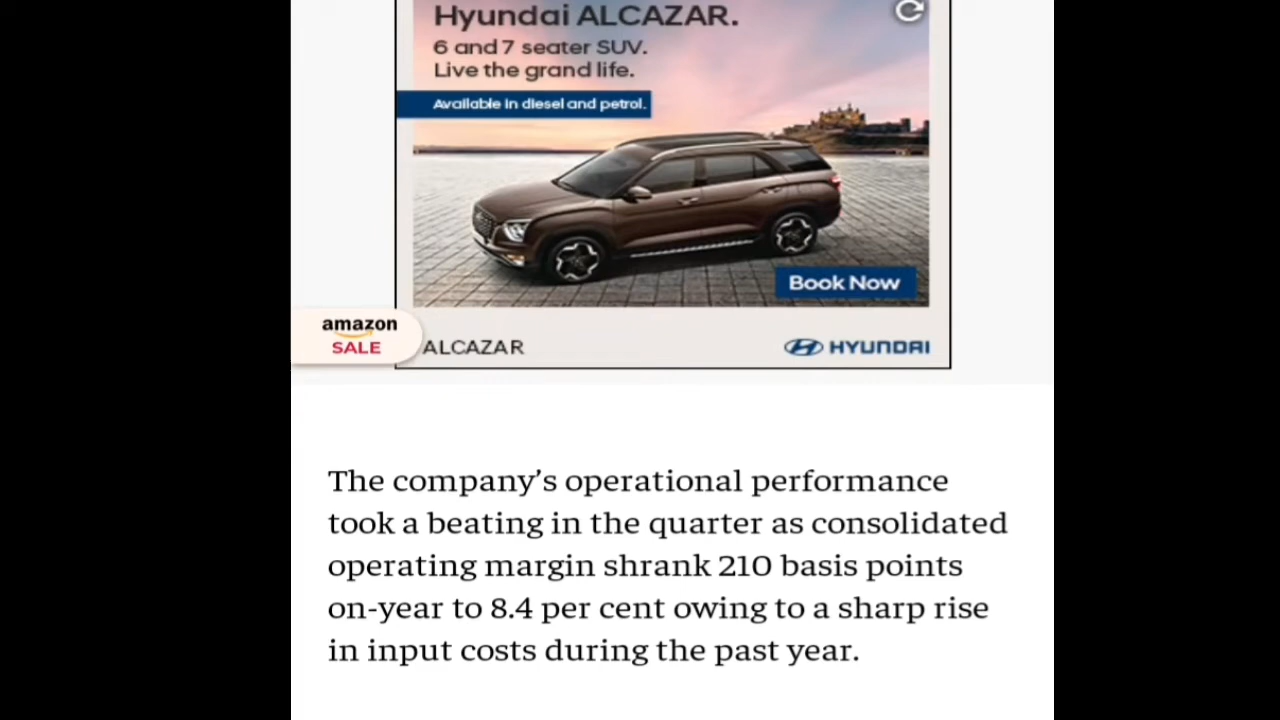 Hyundai ALCAZAR.
6 and 7 seater SUV.
Live the grand life.
Available in diesel and petrol.
Book Now
amazon
SALE
ALCAZAR
HYUNDAI
The company’s operational performance
took a beating in the quarter as consolidated
operating margin shrank 210 basis points
on-year to 8.4 per cent owing to a sharp rise
in input costs during the past year.